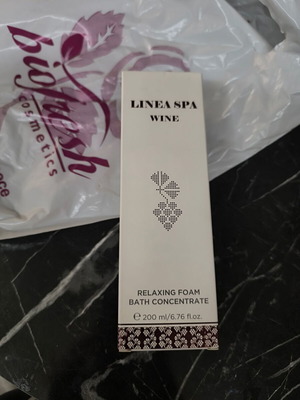 biofresh
cosmetics
LINEA SPA
WINE
RELAXING FOAM
BATH CONCENTRATE
℮ 200 ml/6.76 fl.oz.